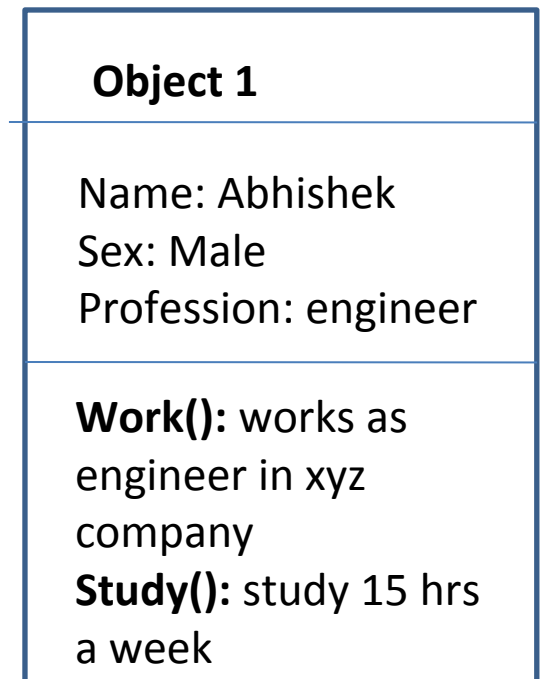 Object 1
Name: Abhishek
Sex: Male
Profession: engineer
Work(): works as
engineer in xyz
company
Study(): study 15 hrs
a week